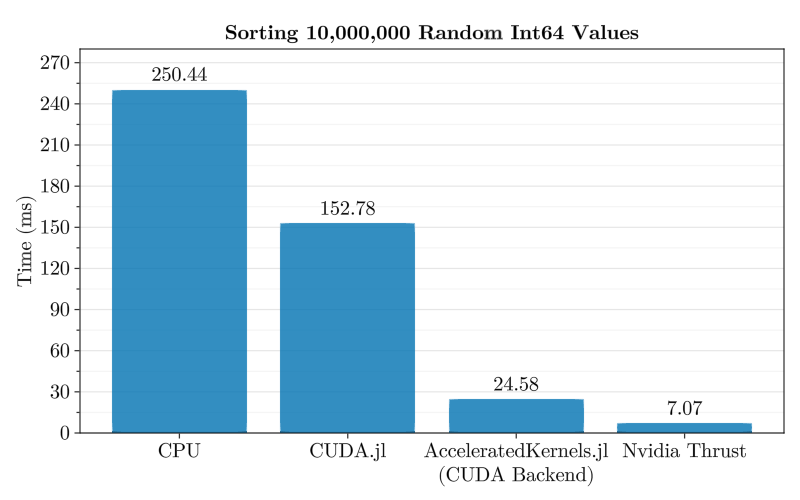 Sorting 10,000,000 Random Int64 Values
Time (ms)
270
240
210
180
150
120
90
60
30
0
250.44
152.78
24.58
7.07
CPU
CUDA.jl
AcceleratedKernels.jl
(CUDA Backend)
Nvidia Thrust